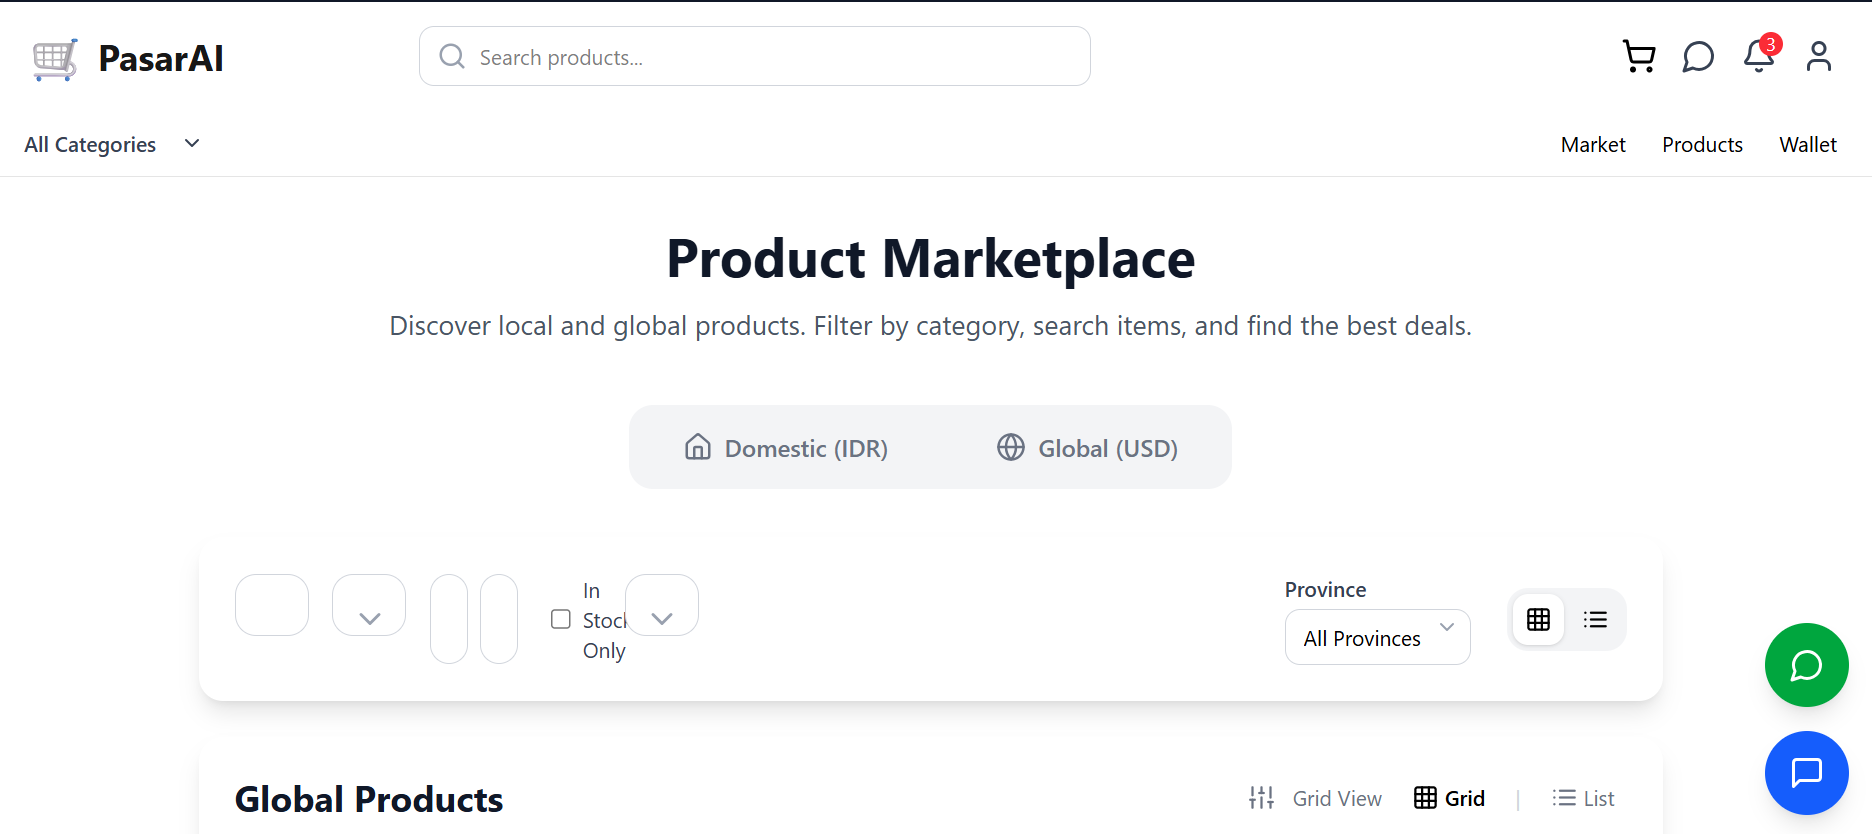 PasarAI
Search products...
3
All Categories
Market
Products
Wallet
Product Marketplace
Discover local and global products. Filter by category, search items, and find the best deals.
Domestic (IDR)
Global (USD)
In
Stock
Only
Province
All Provinces
Global Products
Grid View
Grid
|
List